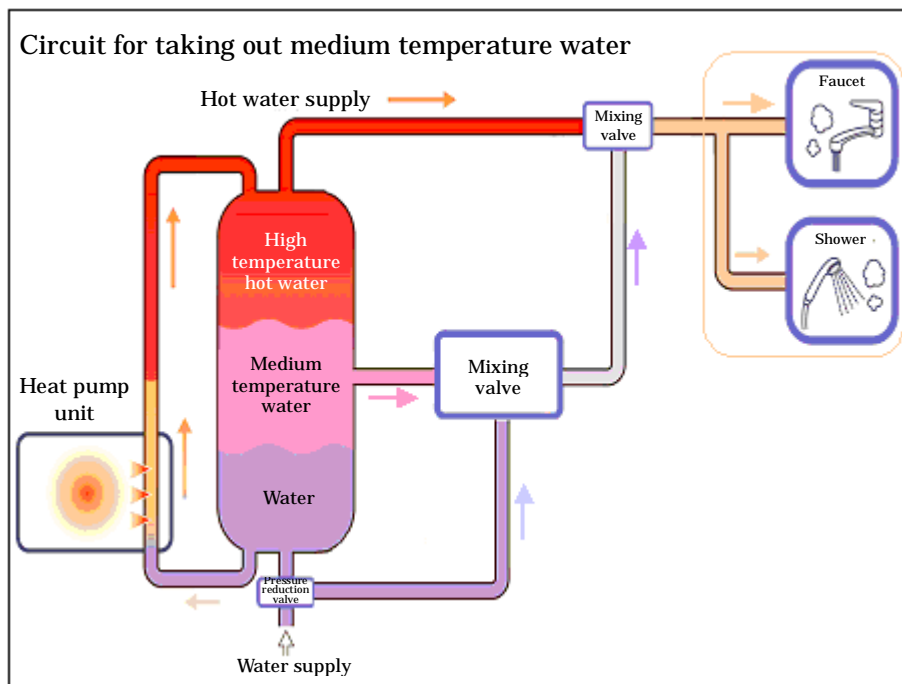 Circuit for taking out medium temperature water
Hot water supply
Mixing
valve
Faucet
Shower
High
temperature
hot water
Medium
temperature
water
Mixing
valve
Heat pump
unit
Water
Pressure
reduction
valve
Water supply